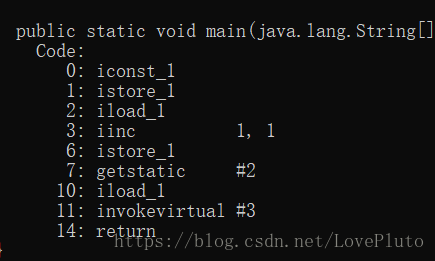 public static void main(java.lang.String[]
Code:
0: iconst_1
1: istore_1
2: iload_1
3: iinc 1, 1
6: istore_1
7: getstatic #2
10: iload_1
11: invokevirtual #3
14: return
https://blog.csdn.net/LovePluto